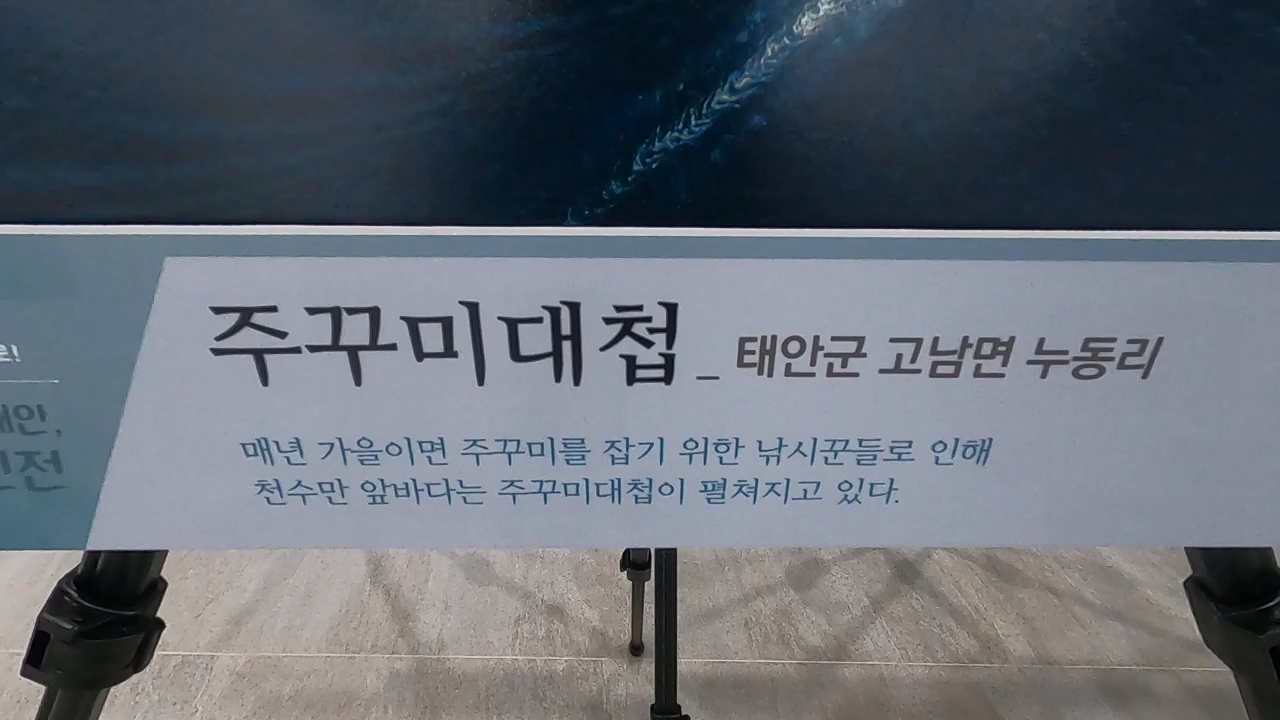 주꾸미대첩 _ 태안군 고남면 누동리
매년 가을이면 주꾸미를 잡기 위한 낚시꾼들로 인해
천수만 앞바다는 주꾸미대첩이 펼쳐지고 있다.